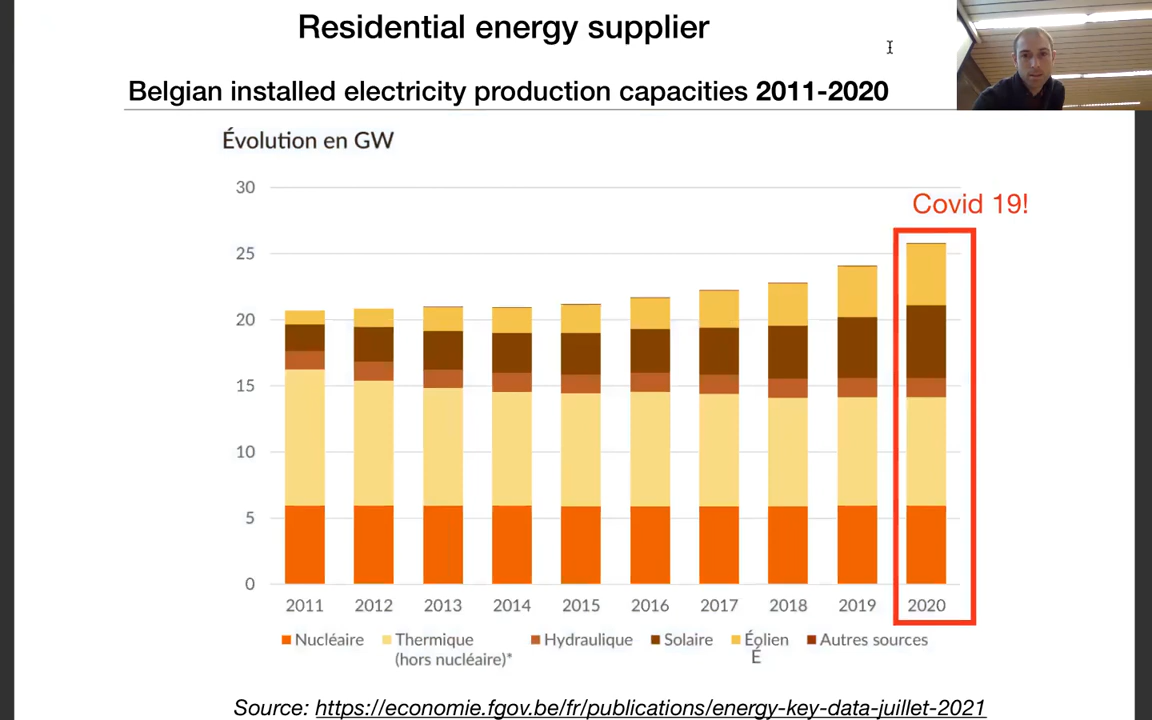 Residential energy supplier
Belgian installed electricity production capacities 2011-2020
Évolution en GW
Covid 19!
30
25
20
15
10
5
0
2011 2012 2013 2014 2015 2016 2017 2018 2019 2020
Nucléaire Thermique Hydraulique Solaire Éolien Autres sources
(hors nucléaire)* É
Source: https://economie.fgov.be/fr/publications/energy-key-data-juillet-2021